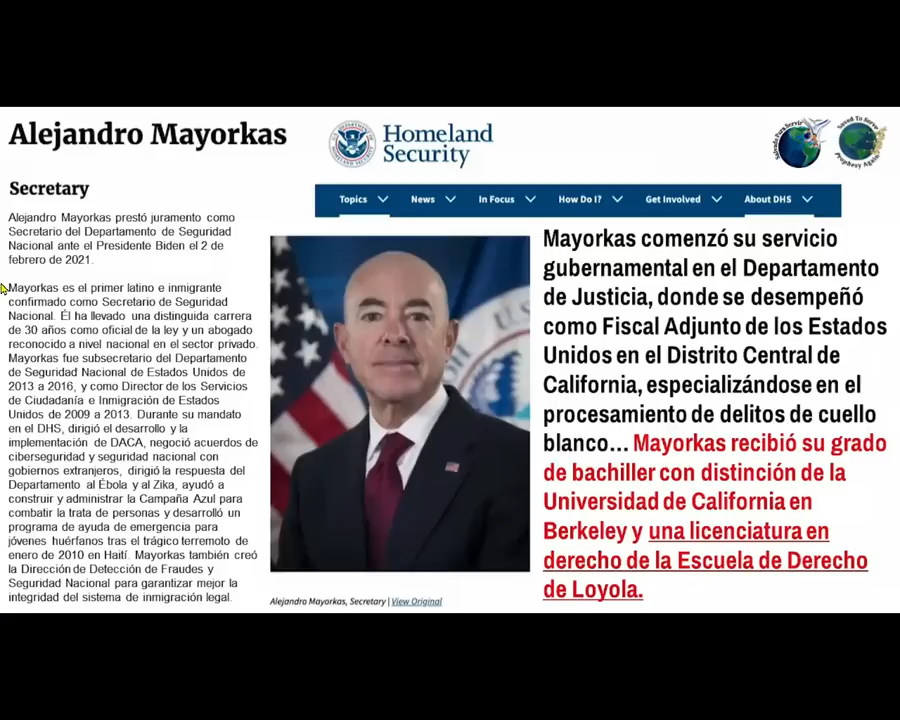 Alejandro Mayorkas
Secretary
Alejandro Mayorkas prestó juramento como
Secretario del Departamento de Seguridad
Nacional ante el Presidente Biden el 2 de
febrero de 2021.
Mayorkas es el primer latino e inmigrante
confirmado como Secretario de Seguridad
Nacional. Él ha llevado una distinguida carrera
de 30 años como oficial de la ley y un abogado
reconocido a nivel nacional en el sector privado.
Mayorkas fue subsecretario del Departamento
de Seguridad Nacional de Estados Unidos de
2013 a 2016, y como Director de los Servicios
de Ciudadanía e Inmigración de Estados
Unidos de 2009 a 2013. Durante su mandato
en el DHS, dirigió el desarrollo y la
implementación de DACA, negoció acuerdos de
ciberseguridad y seguridad nacional con
gobiernos extranjeros, dirigió la respuesta del
Departamento al Ébola y al Zika, ayudó a
construir y administrar la Campaña Azul para
combatir la trata de personas y desarrolló un
programa de ayuda de emergencia para
jóvenes huérfanos tras el trágico terremoto de
enero de 2010 en Haití. Mayorkas también creó
la Dirección de Detección de Fraudes y
Seguridad Nacional para garantizar mejor la
integridad del sistema de inmigración legal.
Homeland
Security
Topics News In Focus How Do I? Get Involved About DHS
Alejandro Mayorkas, Secretary | View Original
Salvado Para Servir
Saved To Serve
Prophesy Again
Mayorkas comenzó su servicio
gubernamental en el Departamento
de Justicia, donde se desempeñó
como Fiscal Adjunto de los Estados
Unidos en el Distrito Central de
California, especializándose en el
procesamiento de delitos de cuello
blanco… Mayorkas recibió su grado
de bachiller con distinción de la
Universidad de California en
Berkeley y una licenciatura en
derecho de la Escuela de Derecho
de Loyola.